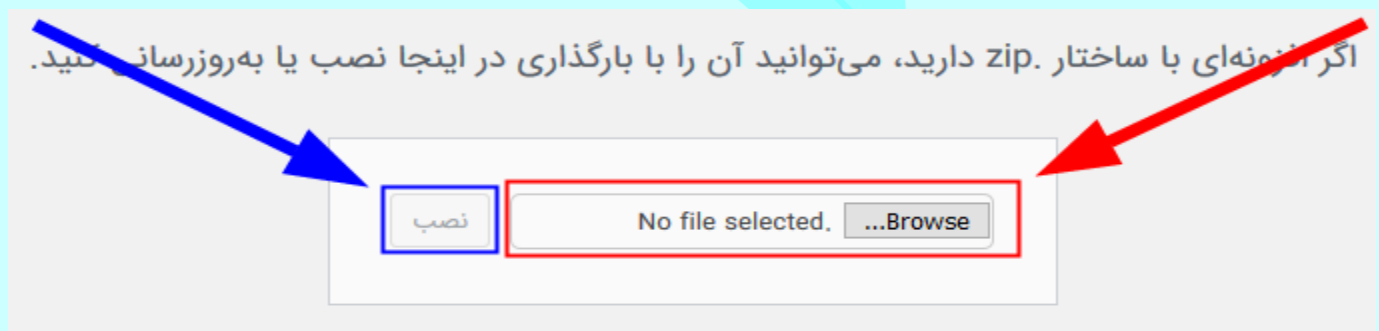 اگر افزونه‌ای با ساختار .zip دارید، می‌توانید آن را با بارگذاری در اینجا نصب یا به‌روزرسانی کنید.
...Browse No file selected. نصب